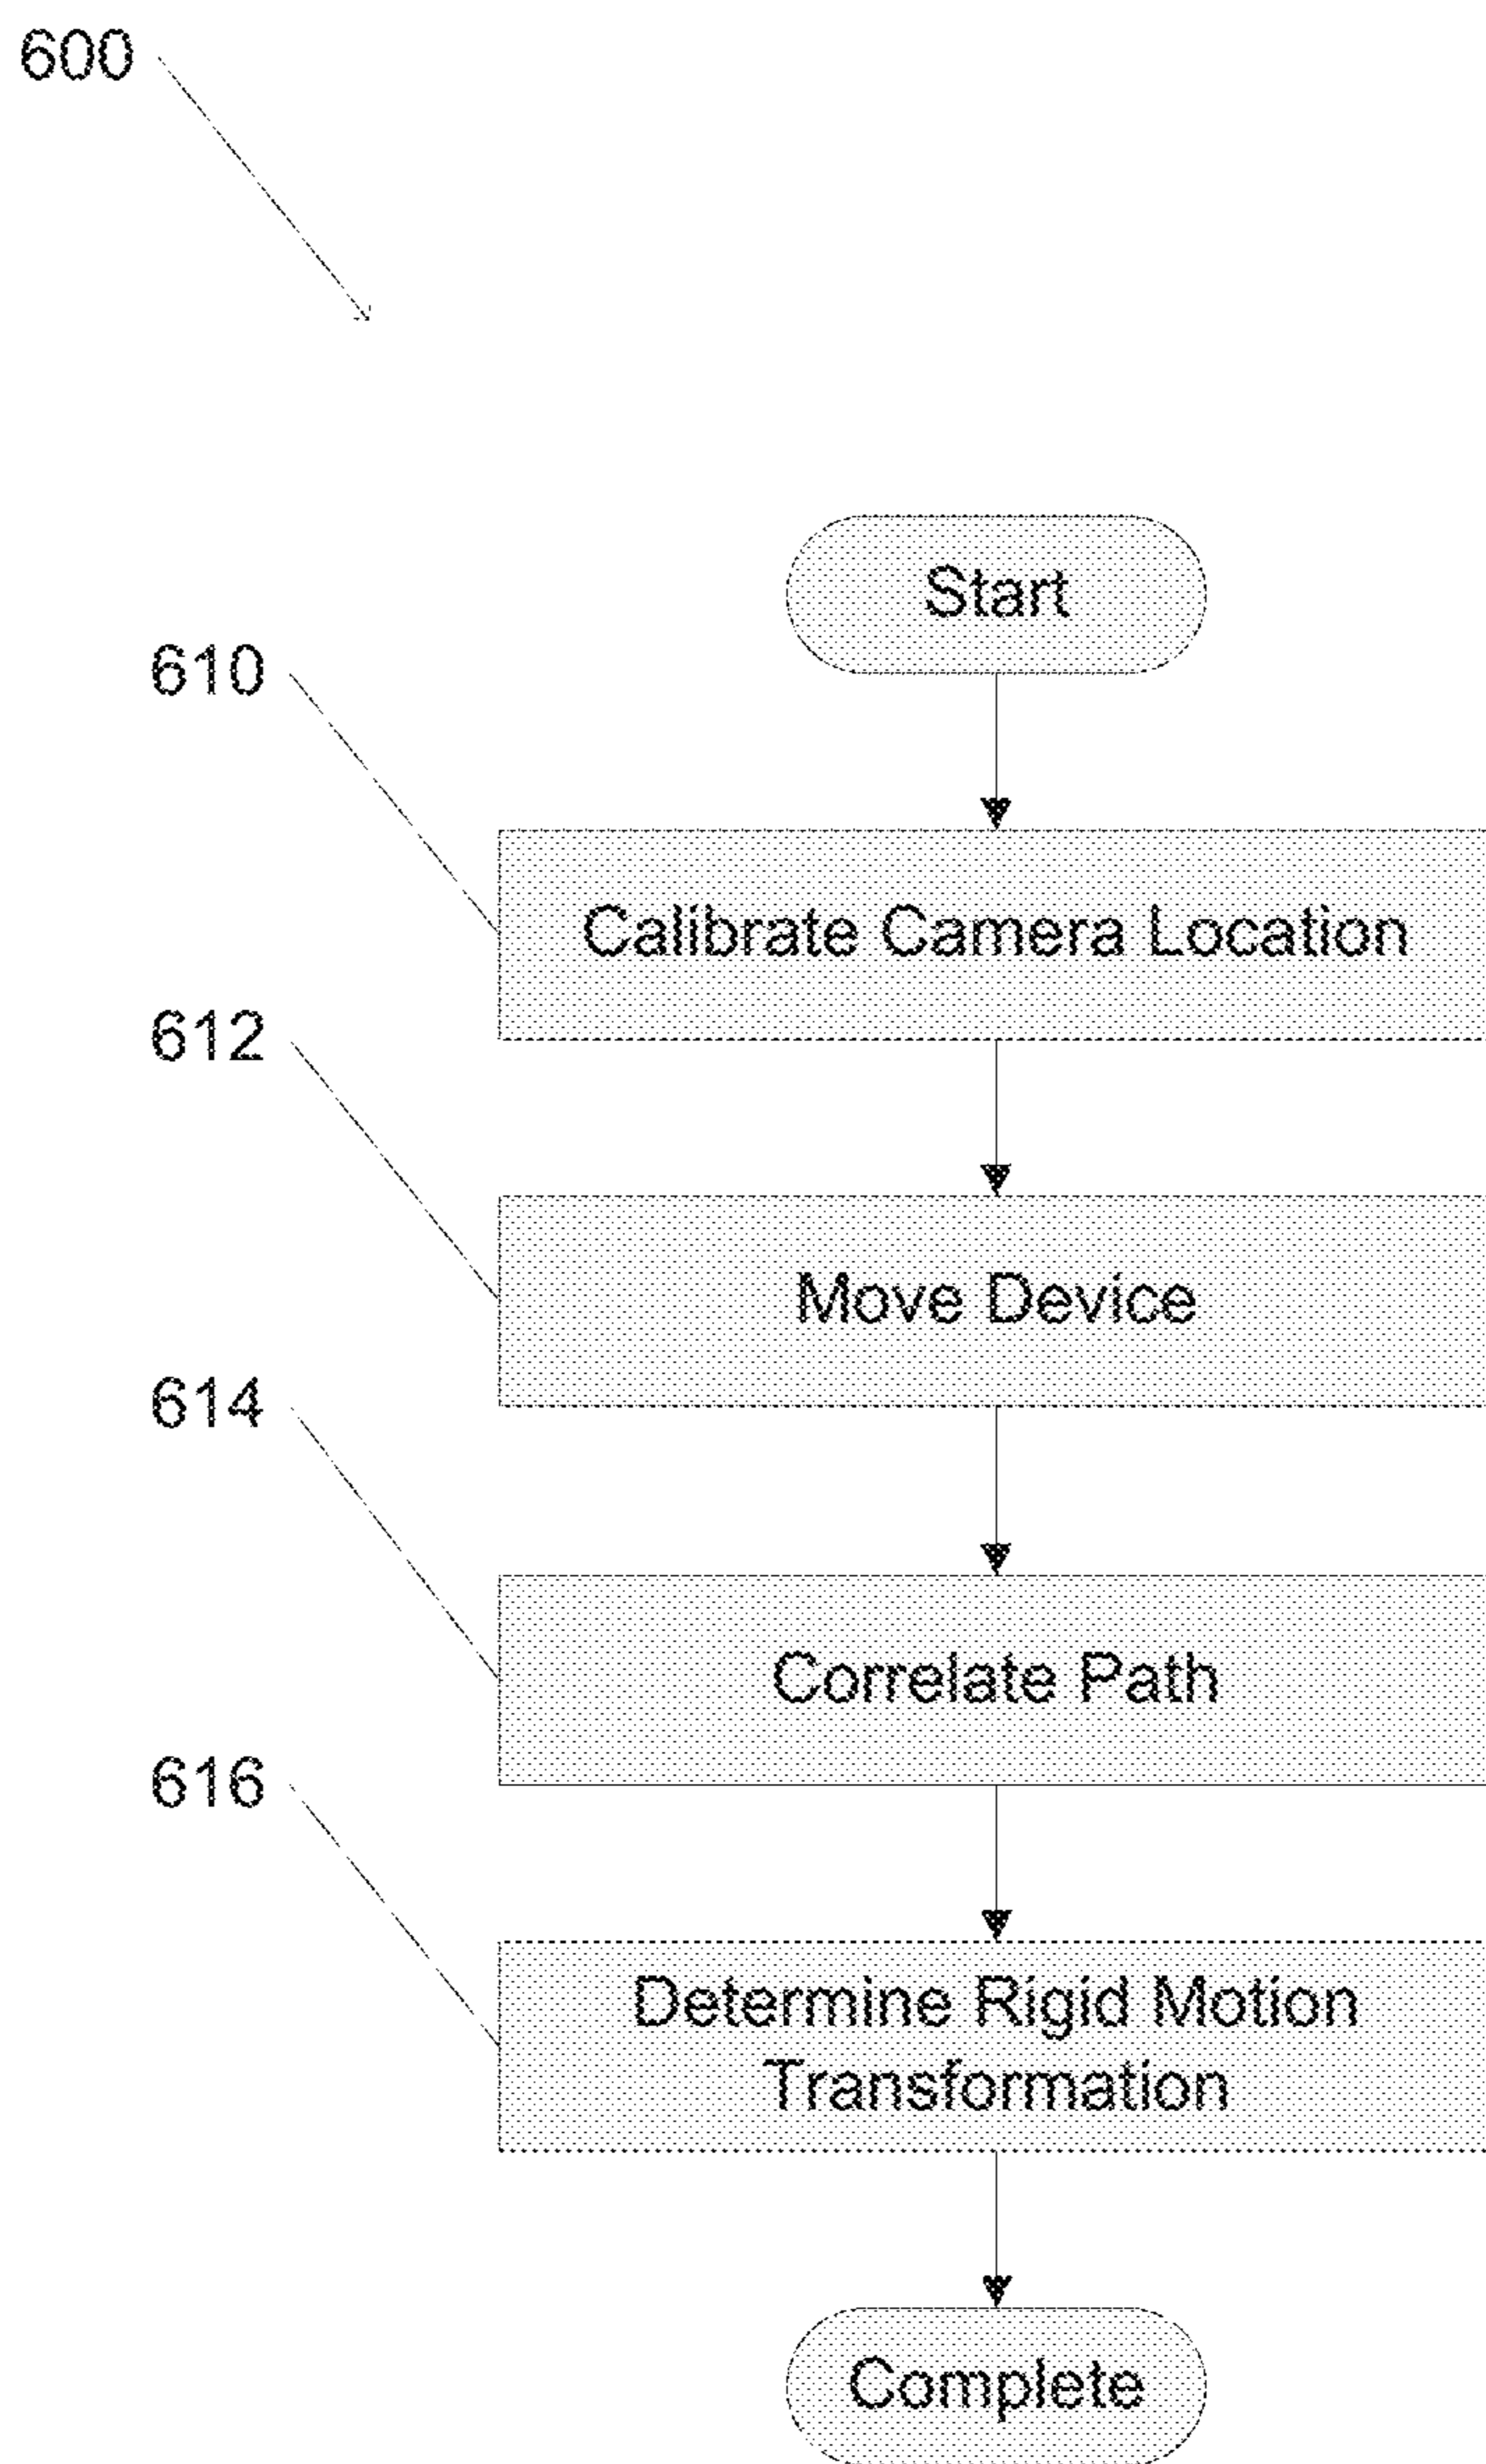 600
Start
610
Calibrate Camera Location
612
Move Device
614
Correlate Path
616
Determine Rigid Motion
Transformation
Complete